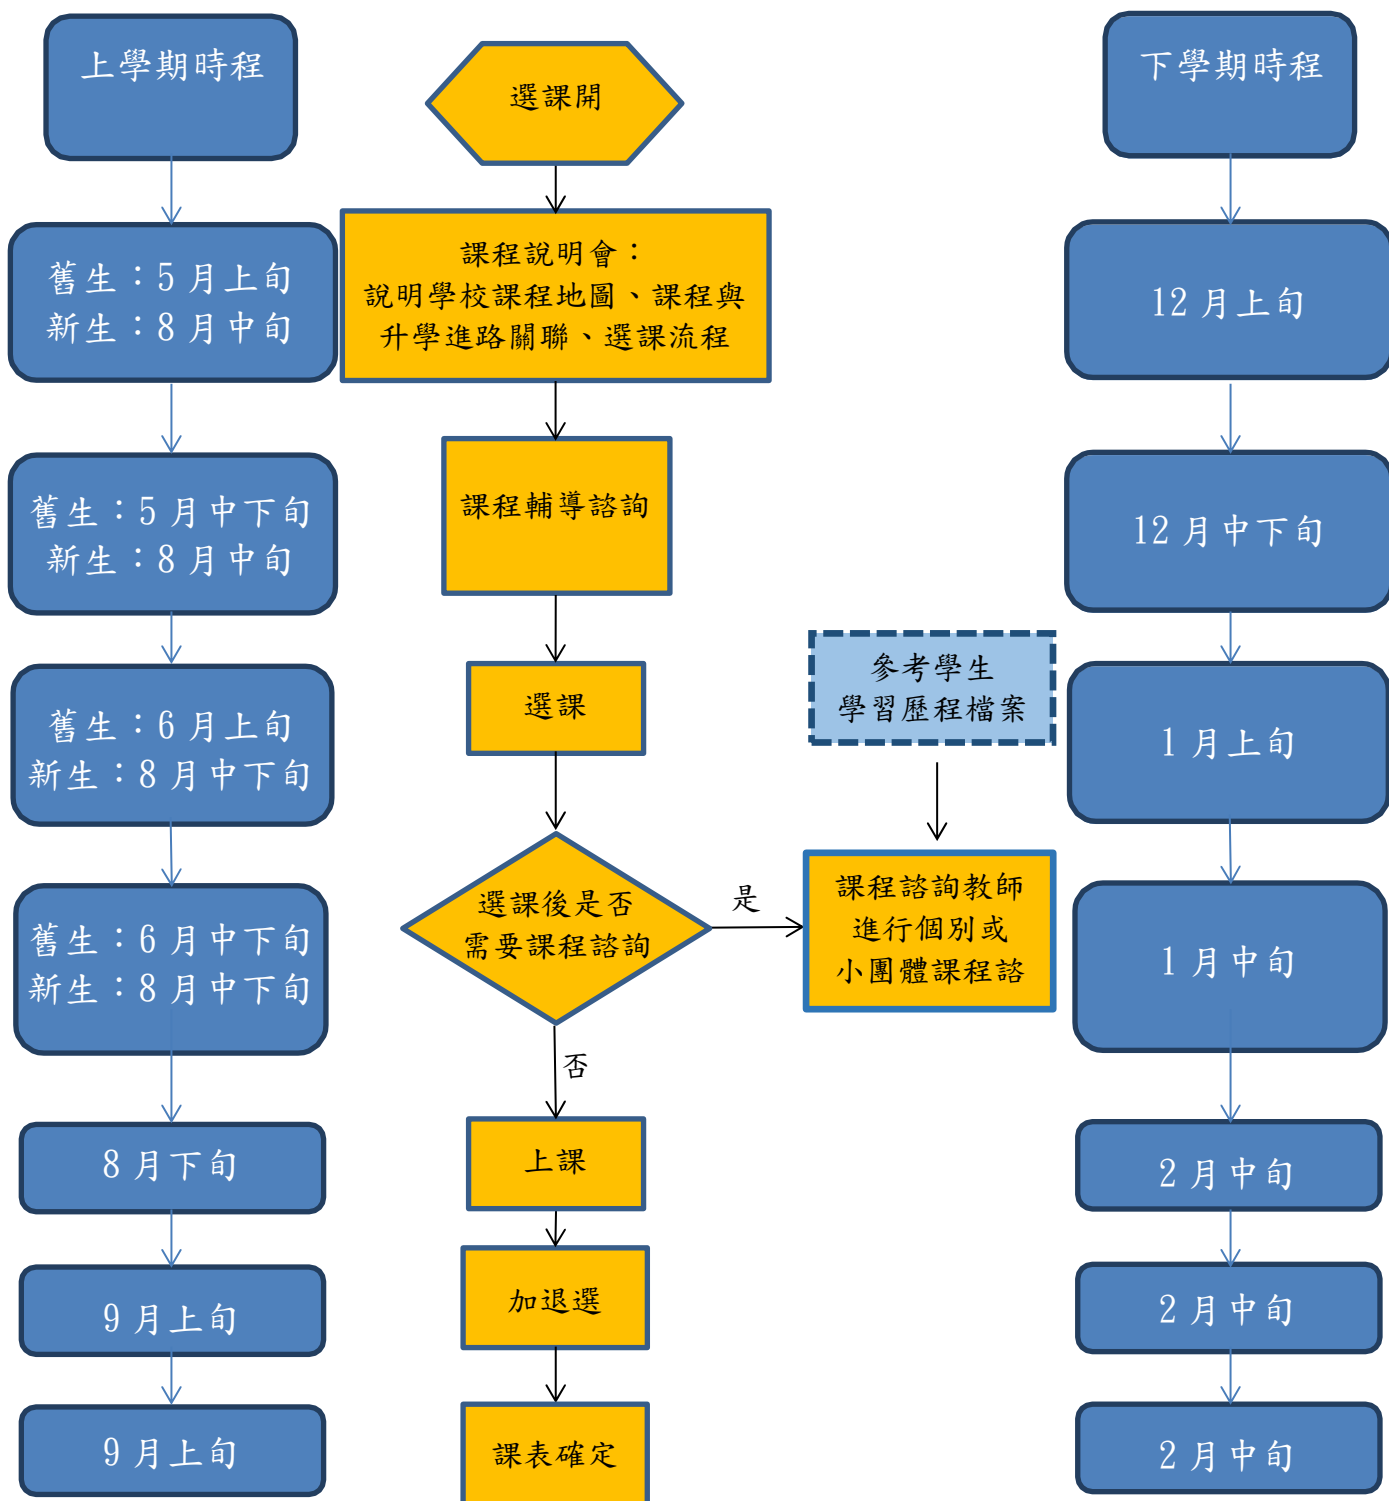 上學期時程
選課開
下學期時程
舊生：5 月上旬
新生：8 月中旬
課程說明會：
說明學校課程地圖、課程與
升學進路關聯、選課流程
12 月上旬
舊生：5 月中下旬
新生：8 月中旬
課程輔導諮詢
12 月中下旬
舊生：6 月上旬
新生：8 月中下旬
選課
參考學生
學習歷程檔案
1 月上旬
舊生：6 月中下旬
新生：8 月中下旬
選課後是否
需要課程諮詢
是
課程諮詢教師
進行個別或
小團體課程諮
1 月中旬
否
8 月下旬
上課
2 月中旬
9 月上旬
加退選
2 月中旬
9 月上旬
課表確定
2 月中旬